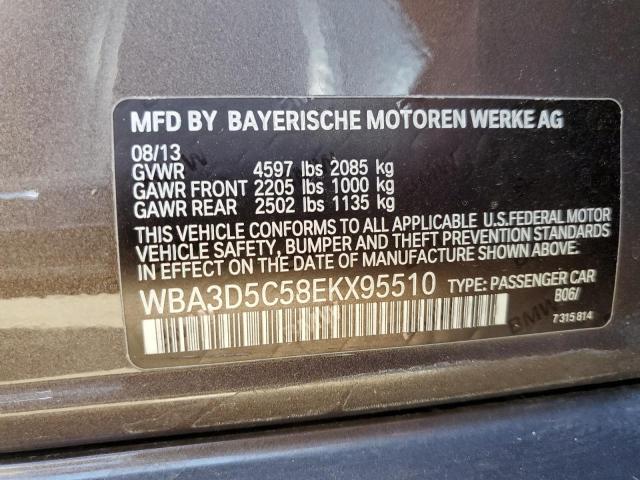 MFD BY BAYERISCHE MOTOREN WERKE AG
08/13
GVWR 4597 lbs 2085 kg
GAWR FRONT 2205 lbs 1000 kg
GAWR REAR 2502 lbs 1135 kg
THIS VEHICLE CONFORMS TO ALL APPLICABLE U.S.FEDERAL MOTOR
VEHICLE SAFETY, BUMPER AND THEFT PREVENTION STANDARDS
IN EFFECT ON THE DATE OF MANUFACTURE SHOWN ABOVE.
WBA3D5C58EKX95510 TYPE: PASSENGER CAR
B06/
7 315 814
BMW